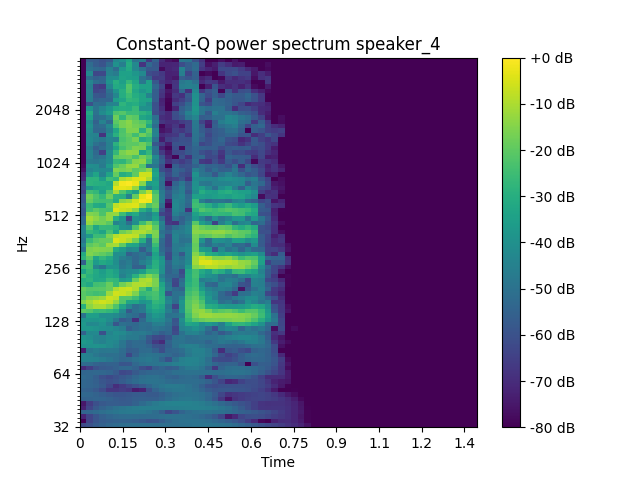 Constant-Q power spectrum speaker_4
Hz
2048
1024
512
256
128
64
32
0 0.15 0.3 0.45 0.6 0.75 0.9 1.1 1.2 1.4
Time
+0 dB
-10 dB
-20 dB
-30 dB
-40 dB
-50 dB
-60 dB
-70 dB
-80 dB